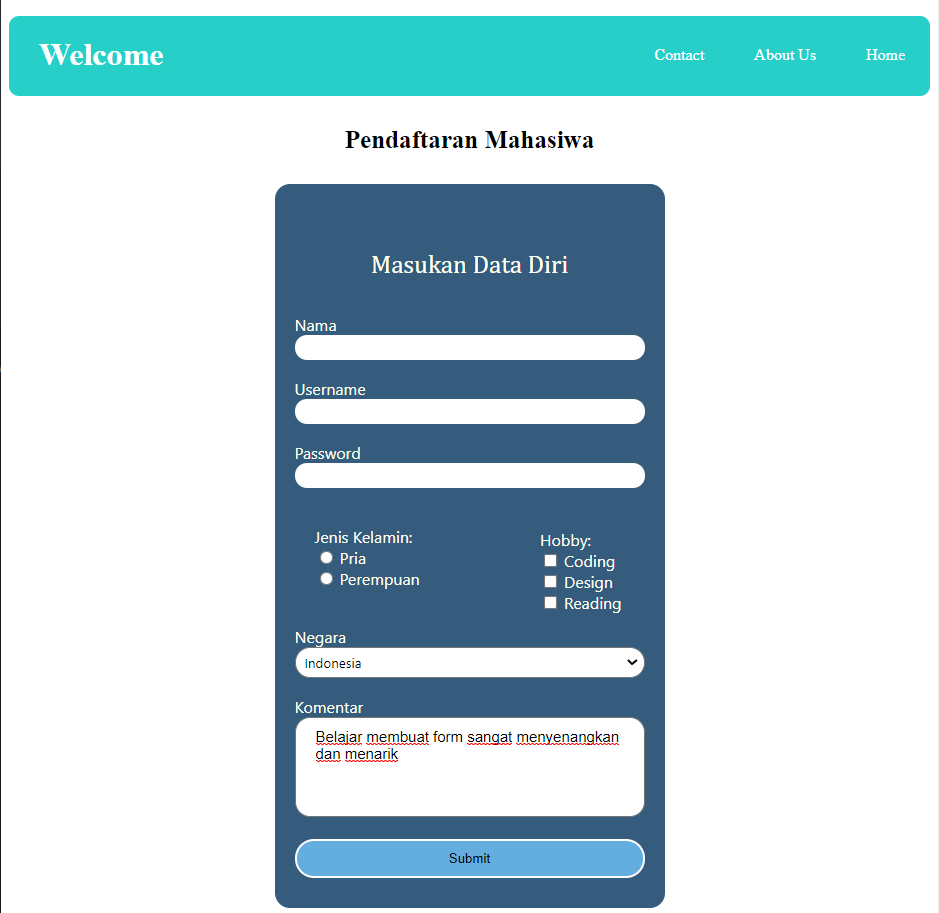 Welcome
Contact About Us Home
Pendaftaran Mahasiwa
Masukan Data Diri
Nama
Username
Password
Jenis Kelamin:
Pria
Perempuan
Hobby:
Coding
Design
Reading
Negara
Indonesia
Komentar
Belajar membuat form sangat menyenangkan
dan menarik
Submit